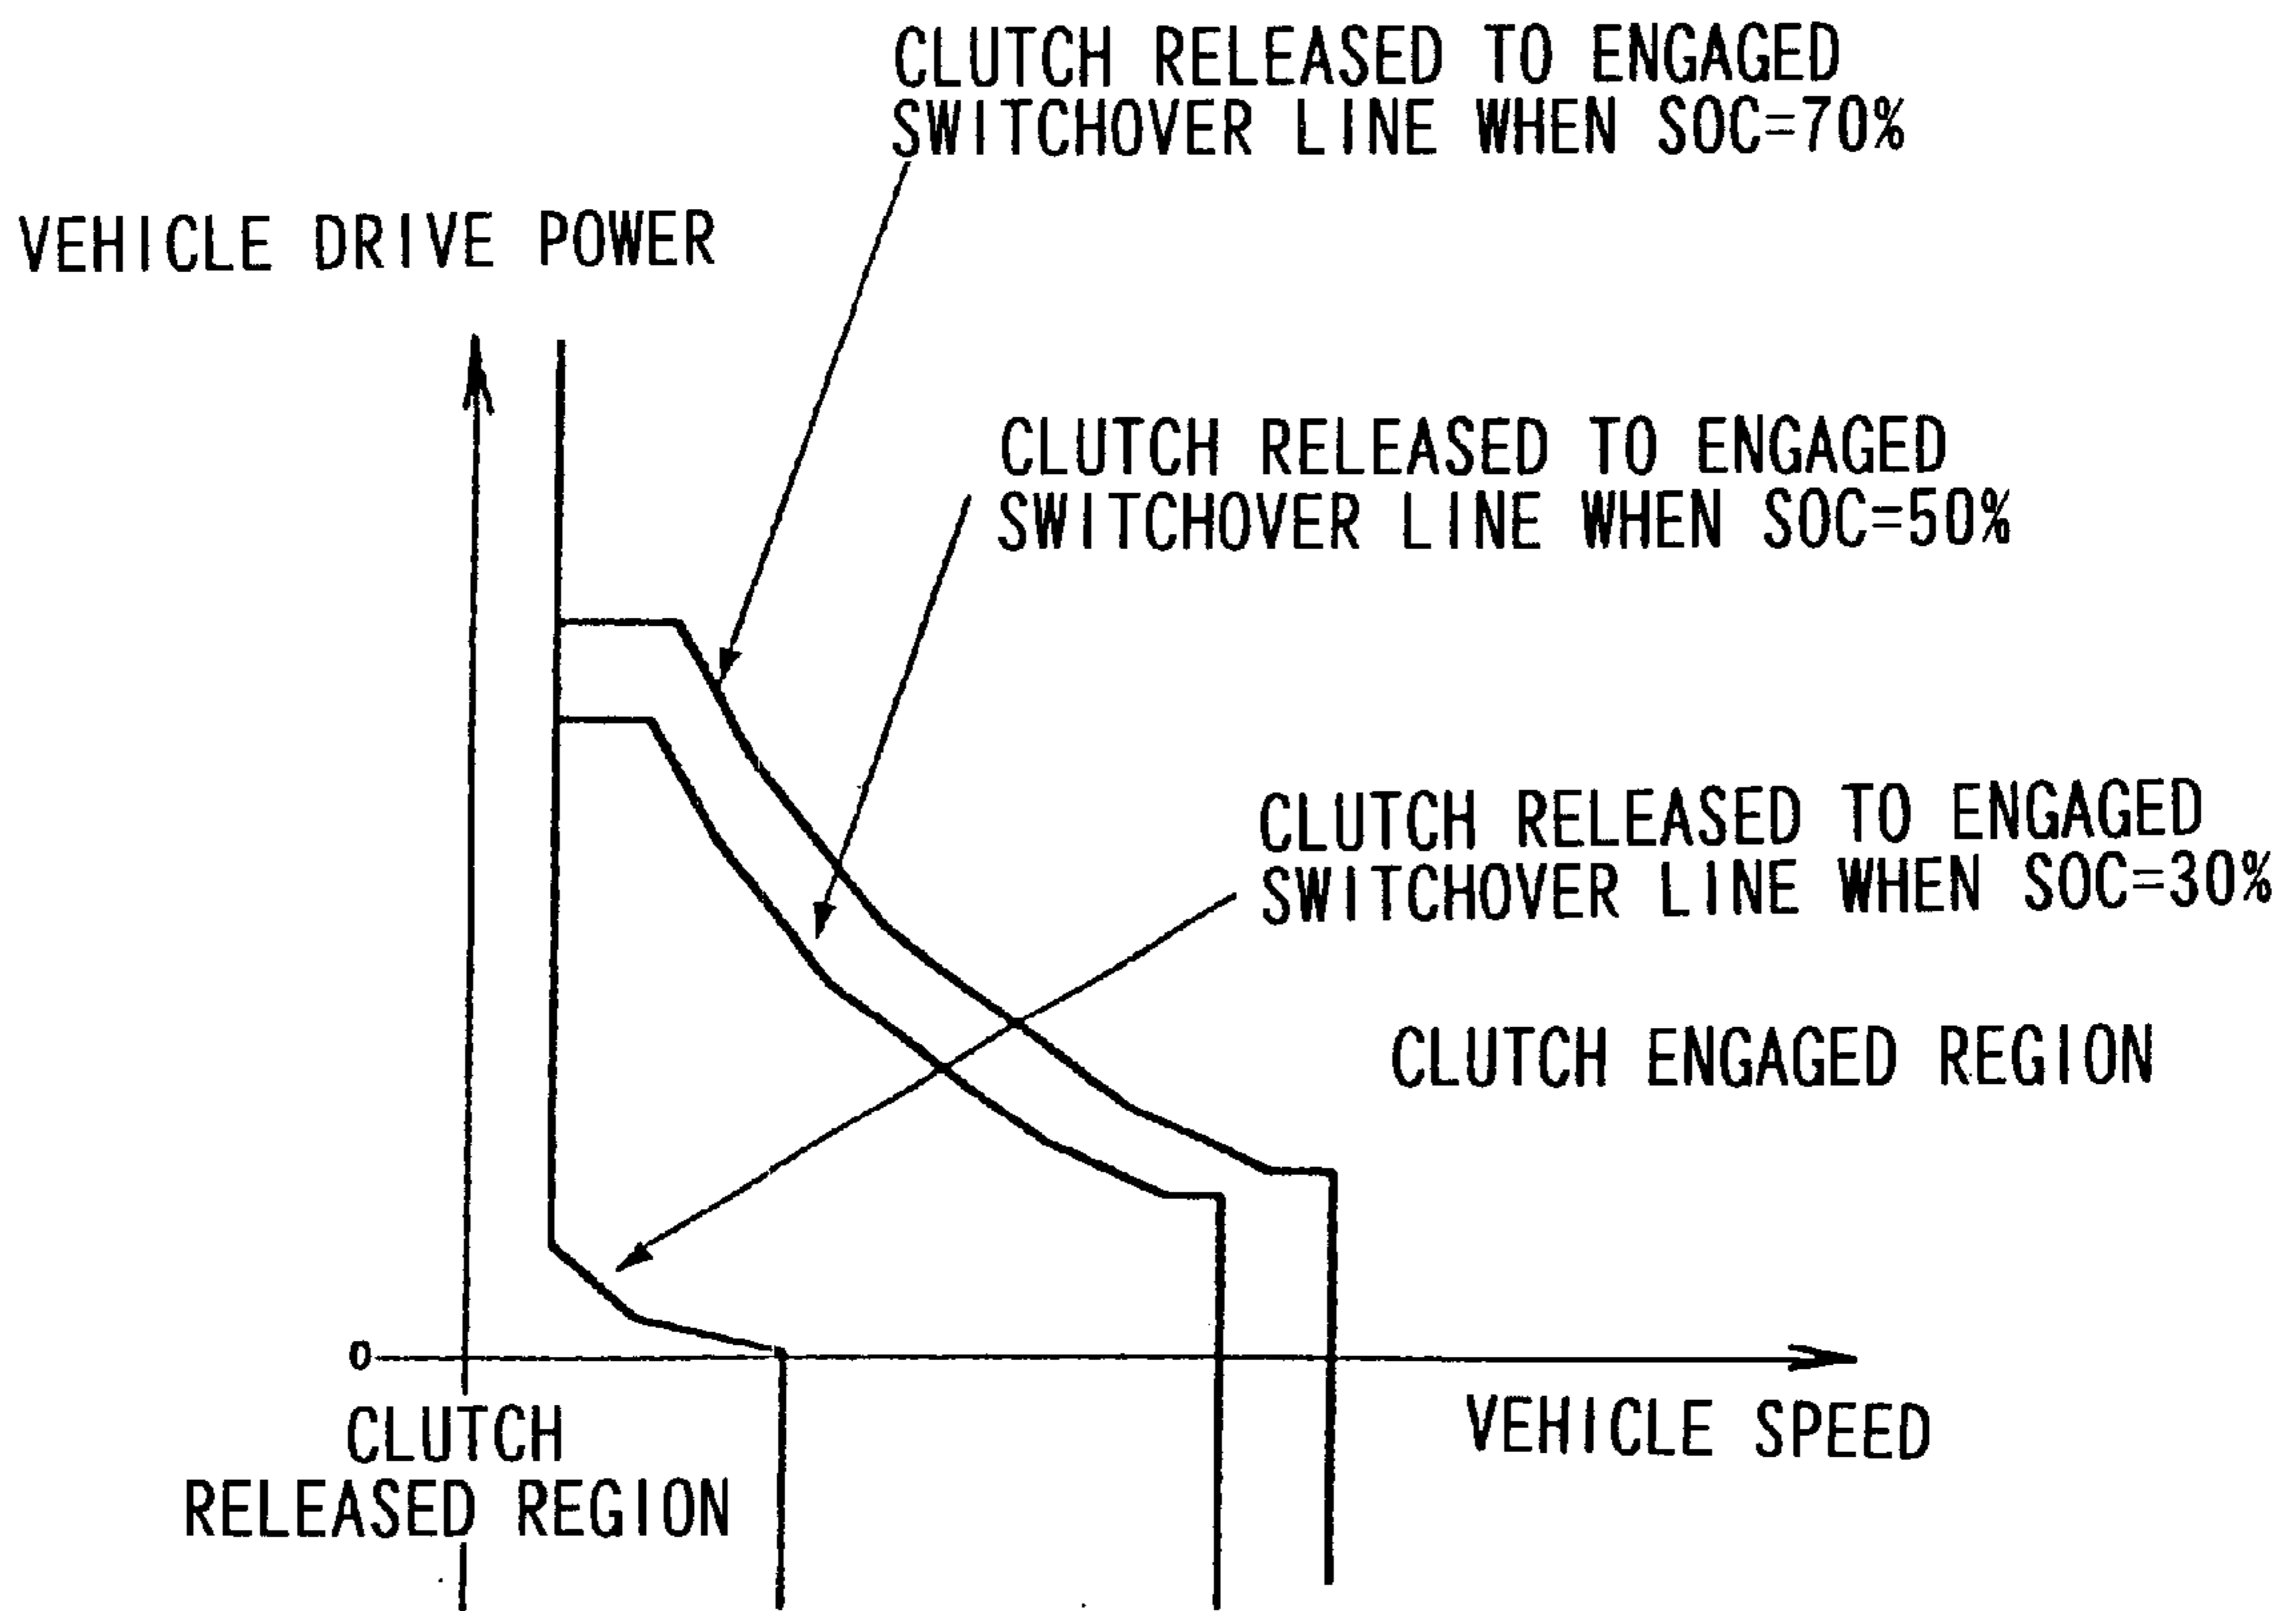 CLUTCH RELEASED TO ENGAGED
SWITCHOVER LINE WHEN SOC=70%
VEHICLE DRIVE POWER
CLUTCH RELEASED TO ENGAGED
SWITCHOVER LINE WHEN SOC=50%
CLUTCH RELEASED TO ENGAGED
SWITCHOVER LINE WHEN SOC=30%
CLUTCH ENGAGED REGION
0
VEHICLE SPEED
CLUTCH
RELEASED REGION